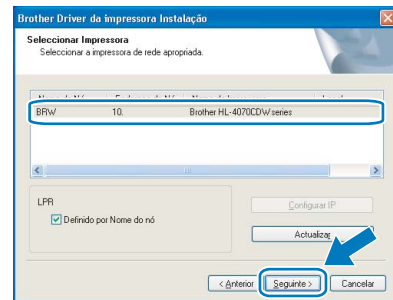 Brother Driver da impressora Instalação
Seleccionar Impressora
Seleccionar a impressora de rede apropriada.
BRW 10. Brother HL-4070CDW series
LPR
Configurar IP
Definido por Nome do nó
Actualizar
< Anterior Seguinte > Cancelar